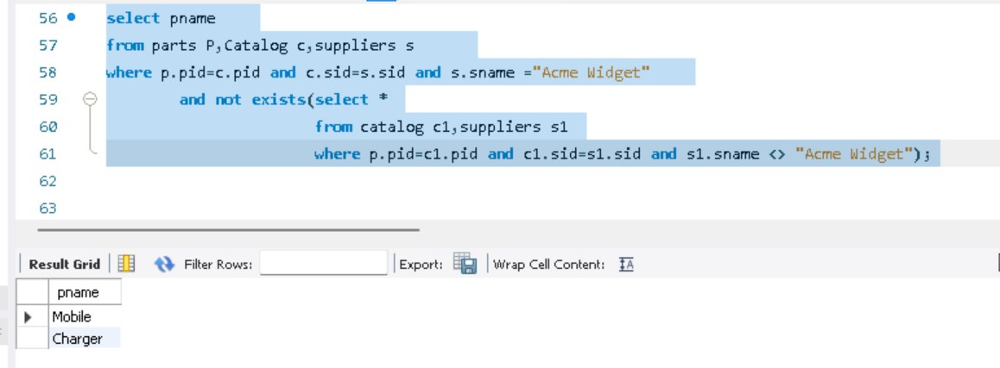 56 select pname
57 from parts P,Catalog c,suppliers s
58 where p.pid=c.pid and c.sid=s.sid and s.sname ="Acme Widget"
59 and not exists(select *
60 from catalog c1,suppliers s1
61 where p.pid=c1.pid and c1.sid=s1.sid and s1.sname <> "Acme Widget");
62
63
Result Grid Filter Rows: Export: Wrap Cell Content: IA
pname
Mobile
Charger